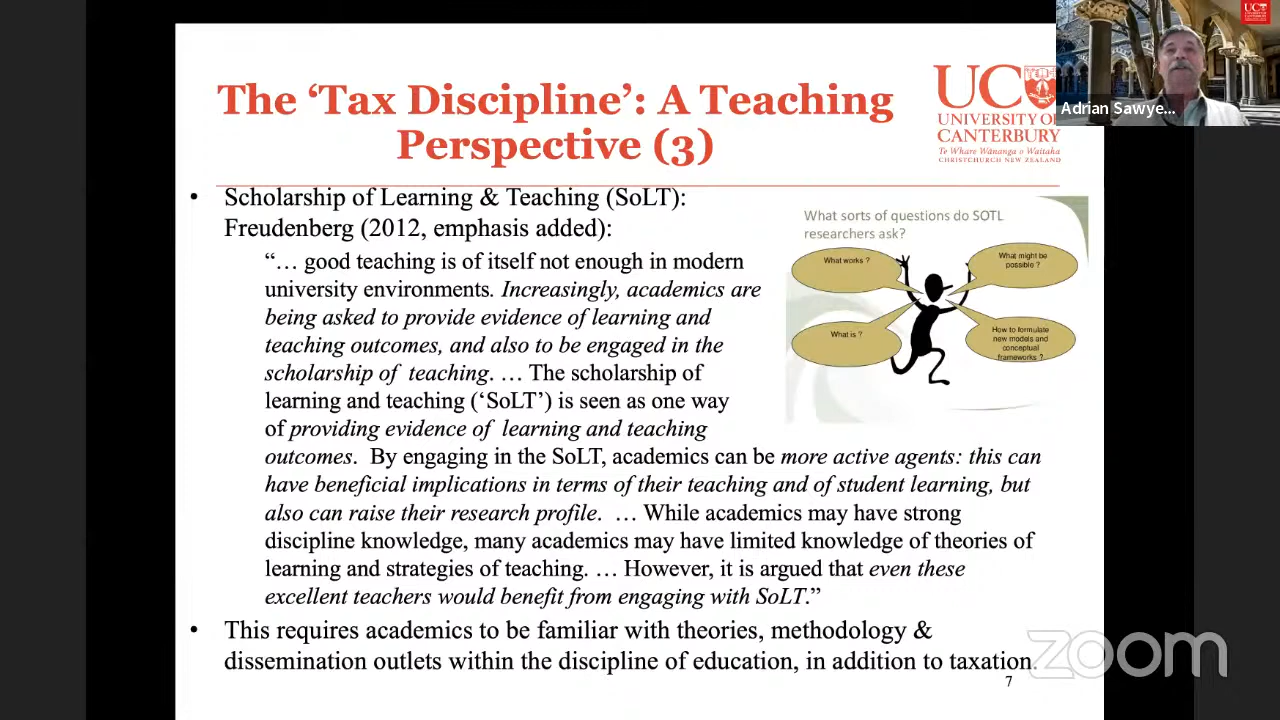 The ‘Tax Discipline’: A Teaching
Perspective (3)
UC
UNIVERSITY OF
CANTERBURY
Te Whare Wānanga o Waitaha
CHRISTCHURCH NEW ZEALAND
UC
Adrian Sawye...
• Scholarship of Learning & Teaching (SoLT):
Freudenberg (2012, emphasis added):
“… good teaching is of itself not enough in modern
university environments. Increasingly, academics are
being asked to provide evidence of learning and
teaching outcomes, and also to be engaged in the
scholarship of teaching. … The scholarship of
learning and teaching (‘SoLT’) is seen as one way
of providing evidence of learning and teaching
outcomes. By engaging in the SoLT, academics can be more active agents: this can
have beneficial implications in terms of their teaching and of student learning, but
also can raise their research profile. … While academics may have strong
discipline knowledge, many academics may have limited knowledge of theories of
learning and strategies of teaching. … However, it is argued that even these
excellent teachers would benefit from engaging with SoLT.”
What sorts of questions do SOTL
researchers ask?
What works ?
What might be
possible ?
What is ?
How to formulate
new models and
conceptual
frameworks ?
• This requires academics to be familiar with theories, methodology &
dissemination outlets within the discipline of education, in addition to taxation.
7
zoom